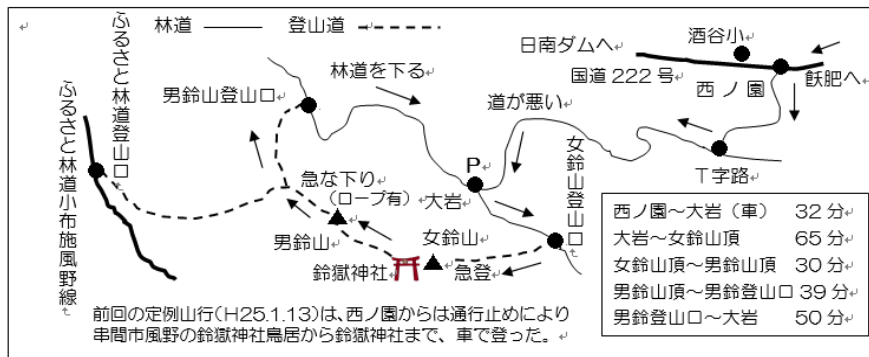 林道
登山道
ふるさと林道登山口
ふるさと林道小布施風野線
男鈴山登山口
林道を下る
酒谷小
日南ダムへ
国道222号
西ノ園
飫肥へ
道が悪い
T字路
P
大岩
女鈴山登山口
急な下り
（ロープ有）
男鈴山
女鈴山
鈴嶽神社
急登
西ノ園～大岩（車） 32分
大岩～女鈴山頂 65分
女鈴山頂～男鈴山頂 30分
男鈴山頂～男鈴登山口 39分
男鈴登山口～大岩 50分
前回の定例山行（H25.1.13）は、西ノ園からは通行止めにより
串間市風野の鈴嶽神社鳥居から鈴嶽神社まで、車で登った。